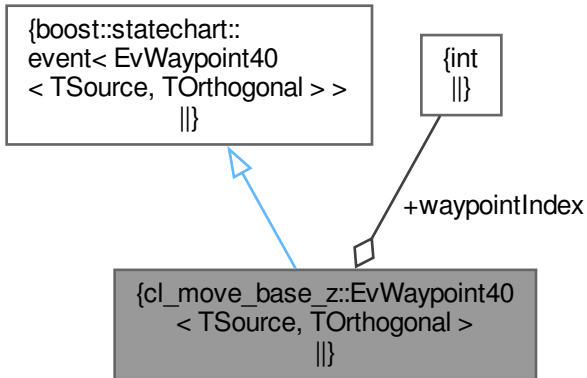 {boost::statechart::
event< EvWaypoint40
< TSource, TOrthogonal > >
||}
{int
||}
+waypointIndex
{cl_move_base_z::EvWaypoint40
< TSource, TOrthogonal >
||}